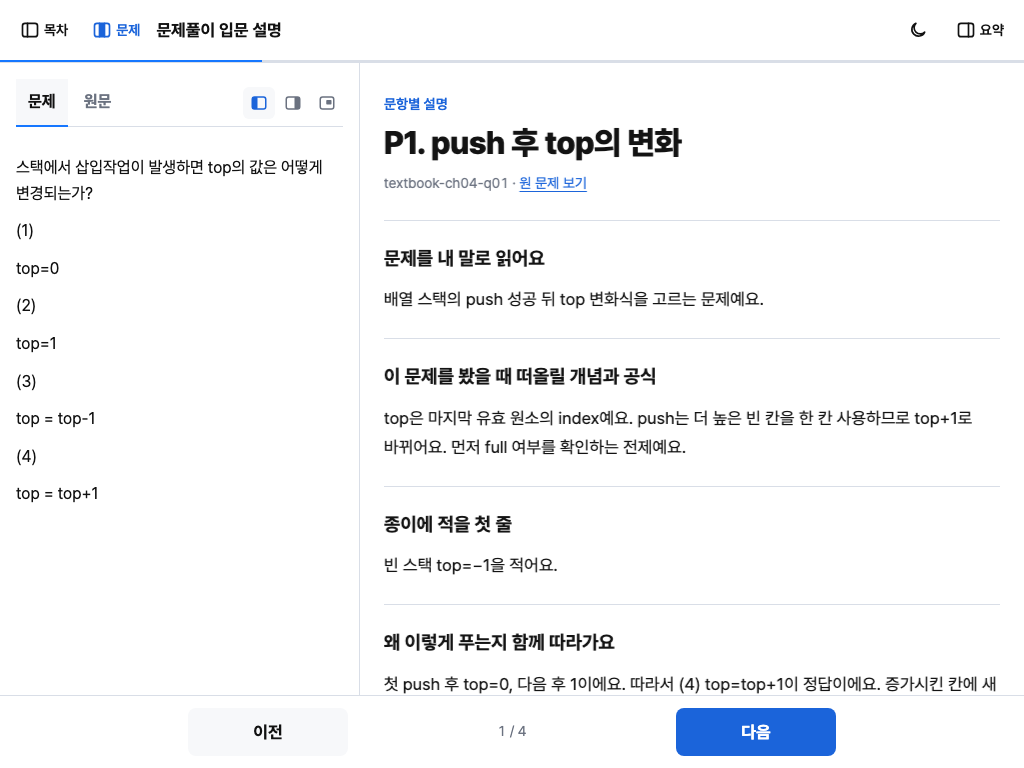 목차
문제
문제풀이 입문 설명
요약
문제
원문
스택에서 삽입작업이 발생하면 top의 값은 어떻게
변경되는가?
(1)
top=0
(2)
top=1
(3)
top = top-1
(4)
top = top+1
문항별 설명
P1. push 후 top의 변화
textbook-ch04-q01 · 원 문제 보기
문제를 내 말로 읽어요
배열 스택의 push 성공 뒤 top 변화식을 고르는 문제예요.
이 문제를 봤을 때 떠올릴 개념과 공식
top은 마지막 유효 원소의 index예요. push는 더 높은 빈 칸을 한 칸 사용하므로 top+1로
바뀌어요. 먼저 full 여부를 확인하는 전제예요.
종이에 적을 첫 줄
빈 스택 top=−1을 적어요.
왜 이렇게 푸는지 함께 따라가요
첫 push 후 top=0, 다음 후 1이에요. 따라서 (4) top=top+1이 정답이에요. 증가시킨 칸에 새
이전
1 / 4
다음